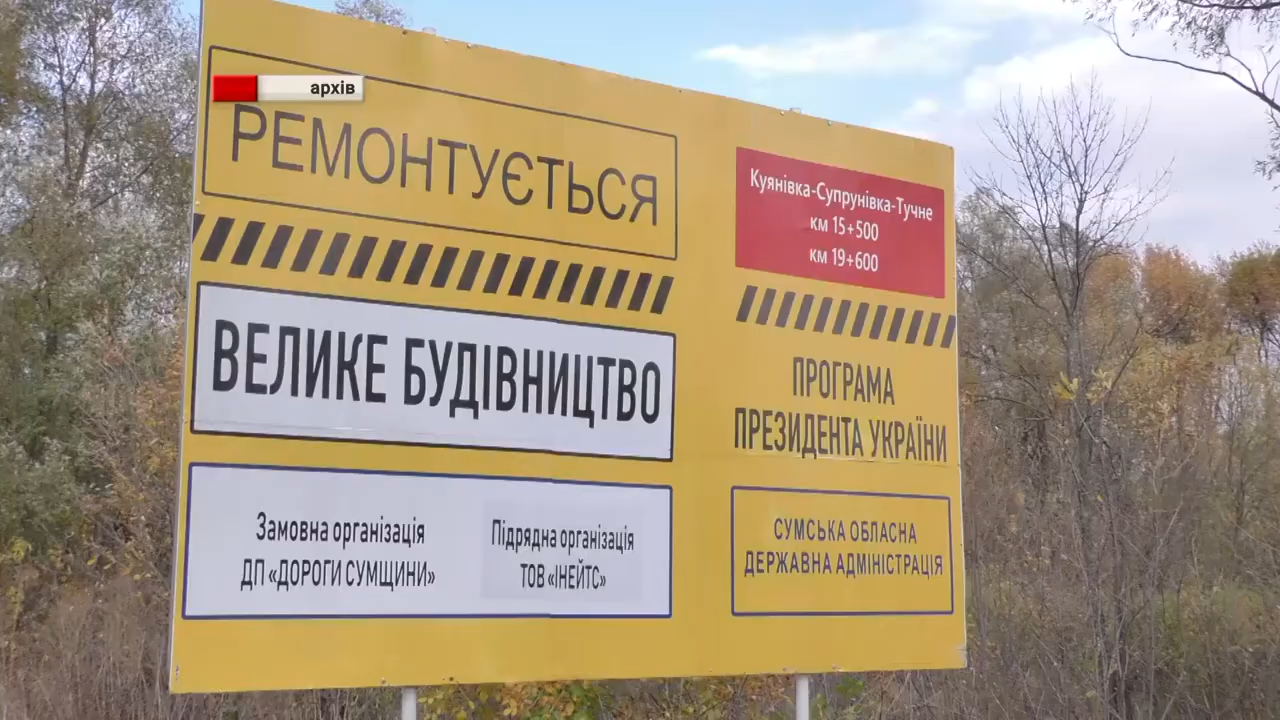 архів
РЕМОНТУЄТЬСЯ
ВЕЛИКЕ БУДІВНИЦТВО
Замовна організація
ДП «ДОРОГИ СУМЩИНИ»
Підрядна організація
ТОВ «ІНЕЙТС»
Куянівка-Супрунівка-Тучне
км 15+500
км 19+600
ПРОГРАМА
ПРЕЗИДЕНТА УКРАЇНИ
СУМСЬКА ОБЛАСНА
ДЕРЖАВНА АДМІНІСТРАЦІЯ